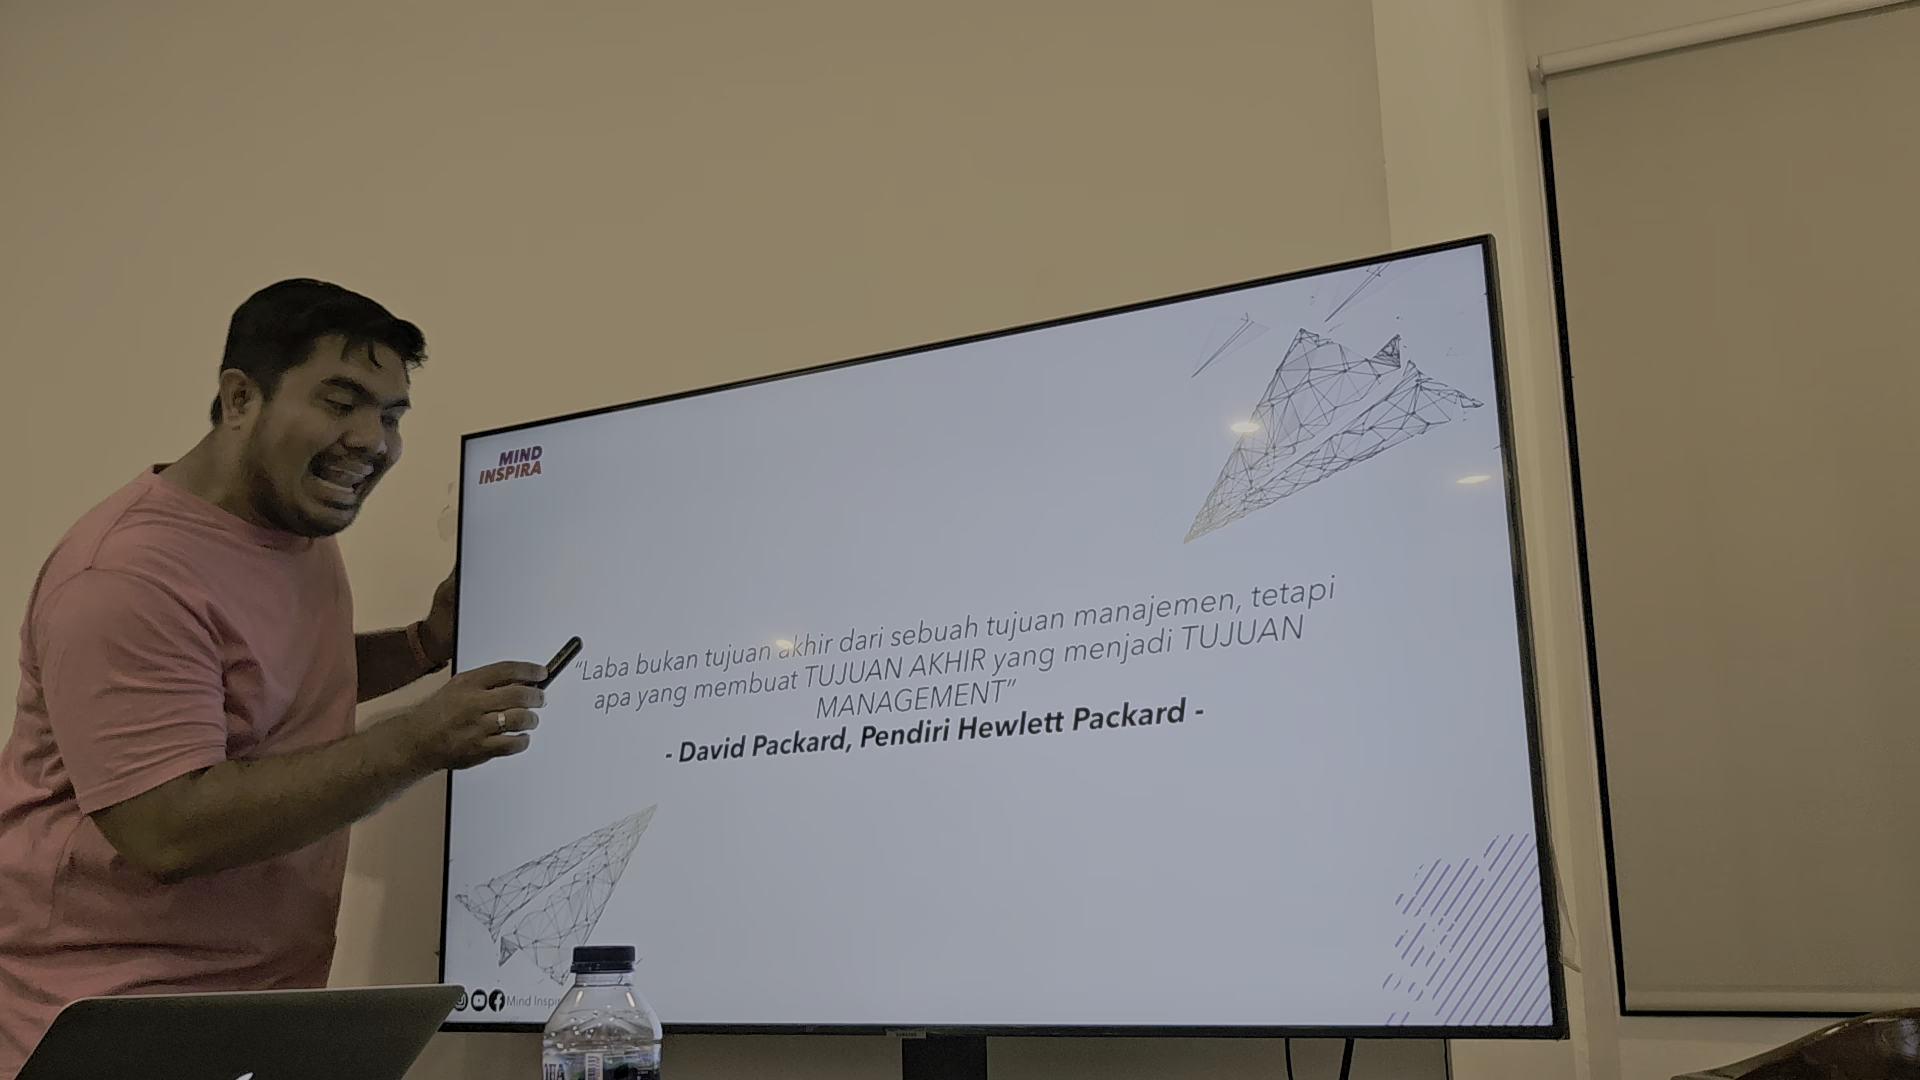 MIND
INSPIRA
“Laba bukan tujuan akhir dari sebuah tujuan manajemen, tetapi
apa yang membuat TUJUAN AKHIR yang menjadi TUJUAN
MANAGEMENT”
- David Packard, Pendiri Hewlett Packard -
Mind Inspi
SAMSUNG